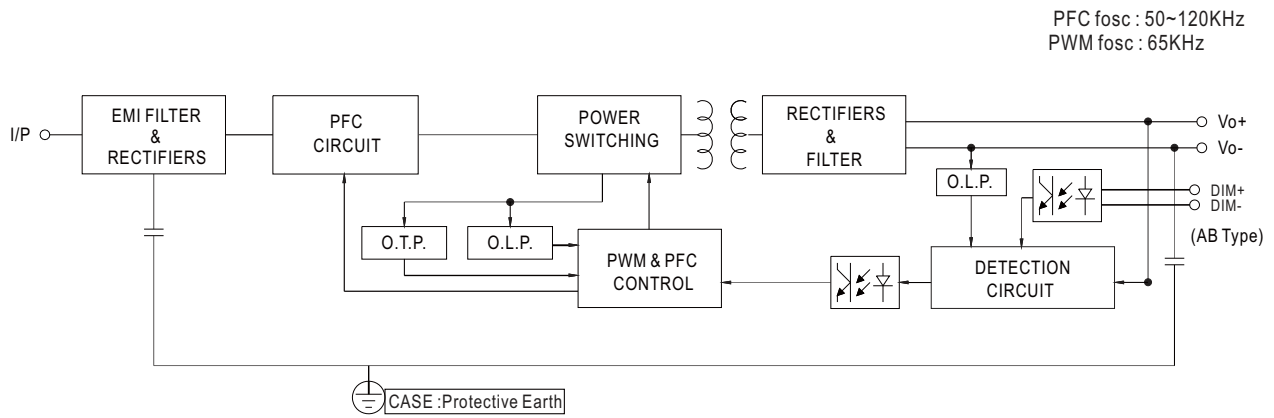 PFC fosc : 50~120KHz
PWM fosc : 65KHz
I/P
EMI FILTER
&
RECTIFIERS
PFC
CIRCUIT
POWER
SWITCHING
RECTIFIERS
&
FILTER
Vo+
Vo-
O.L.P.
DIM+
DIM-
(AB Type)
O.T.P.
O.L.P.
PWM & PFC
CONTROL
DETECTION
CIRCUIT
CASE :Protective Earth